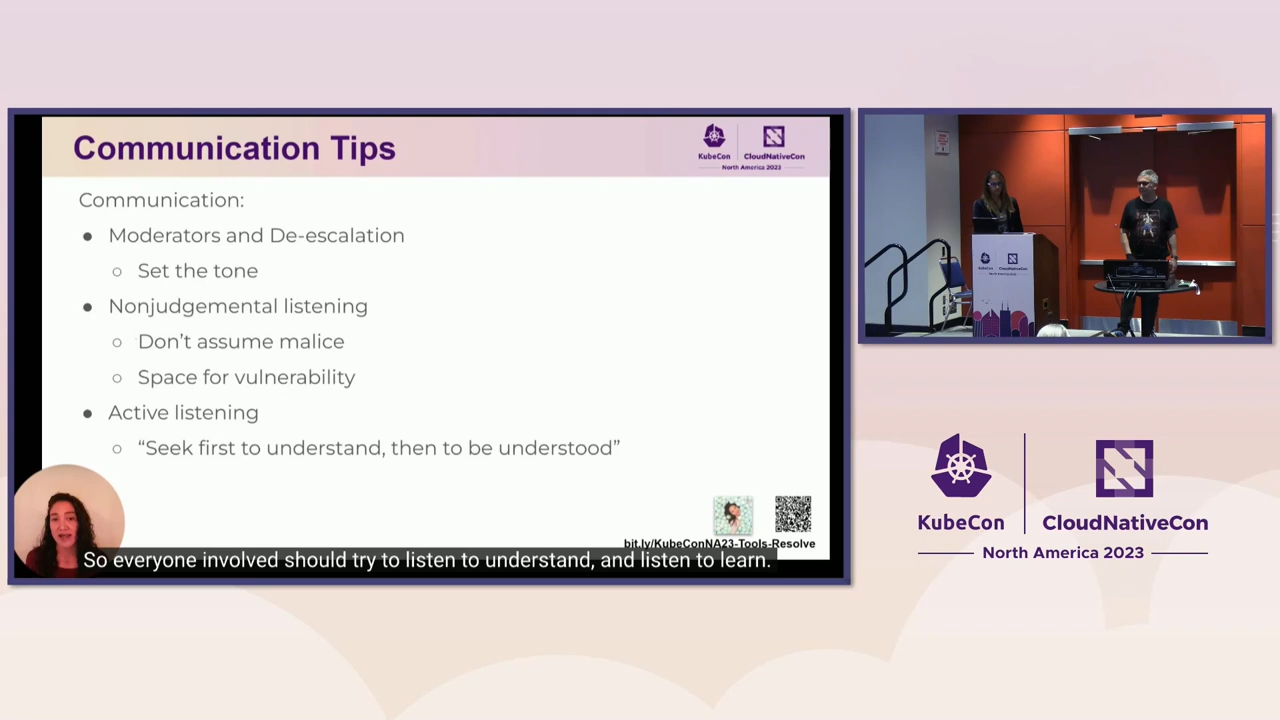 Communication Tips
KubeCon
CloudNativeCon
North America 2023
Communication:
● Moderators and De-escalation
○ Set the tone
● Nonjudgemental listening
○ Don’t assume malice
○ Space for vulnerability
● Active listening
○ “Seek first to understand, then to be understood”
bit.ly/KubeConNA23-Tools-Resolve
So everyone involved should try to listen to understand, and listen to learn.
KubeCon
CloudNativeCon
KubeCon
CloudNativeCon
North America 2023